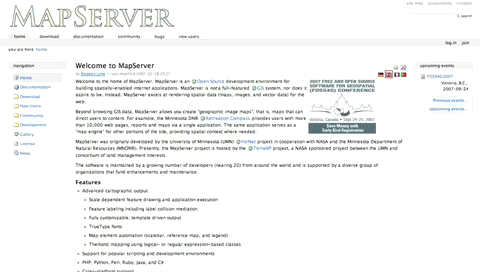 site map accessibility contact
MAPSERVER
search
home download documentation community bugs new users
log in join
you are here: home
navigation
Home
Documentation
Download
New Users
Community
Development
Gallery
License
News
Welcome to MapServer
by Stephen Lime — last modified 2007-02-
Welcome to the home of MapServer. MapServer is an Open Source development environment for
building spatially-enabled internet applications. MapServer is not a full-featured GIS system, nor does it
aspire to be. Instead, MapServer excels at rendering spatial data (maps, images, and vector data) for the
web.
Beyond browsing GIS data, MapServer allows you create "geographic image maps", that is, maps that can
direct users to content. For example, the Minnesota DNR Recreation Compass provides users with more
than 10,000 web pages, reports and maps via a single application. The same application serves as a
"map engine" for other portions of the site, providing spatial context where needed.
MapServer was originally developed by the University of Minnesota (UMN) ForNet project in cooperation with NASA and the Minnesota Department of
Natural Resources (MNDNR). Presently, the MapServer project is hosted by the TerraSIP project, a NASA sponsored project between the UMN and
consortium of land management interests.
The software is maintained by a growing number of developers (nearing 20) from around the world and is supported by a diverse group of
organizations that fund enhancements and maintenance.
Features
Advanced cartographic output
Scale dependent feature drawing and application execution
Feature labeling including label collision mediation
Fully customizable, template driven output
TrueType fonts
Map element automation (scalebar, reference map, and legend)
Thematic mapping using logical- or regular expression-based classes
Support for popular scripting and development environments
PHP, Python, Perl, Ruby, Java, and C#
Cross-platform support
2007 FREE AND OPEN SOURCE
SOFTWARE FOR GEOSPATIAL
(FOSS4G) CONFERENCE
Victoria, Canada • Sept 24-27, 2007
Save Money with
Early Bird Registration
upcoming events
FOSS4G2007
Victoria, B.C.,
2007-09-24
Previous events...
Upcoming events...